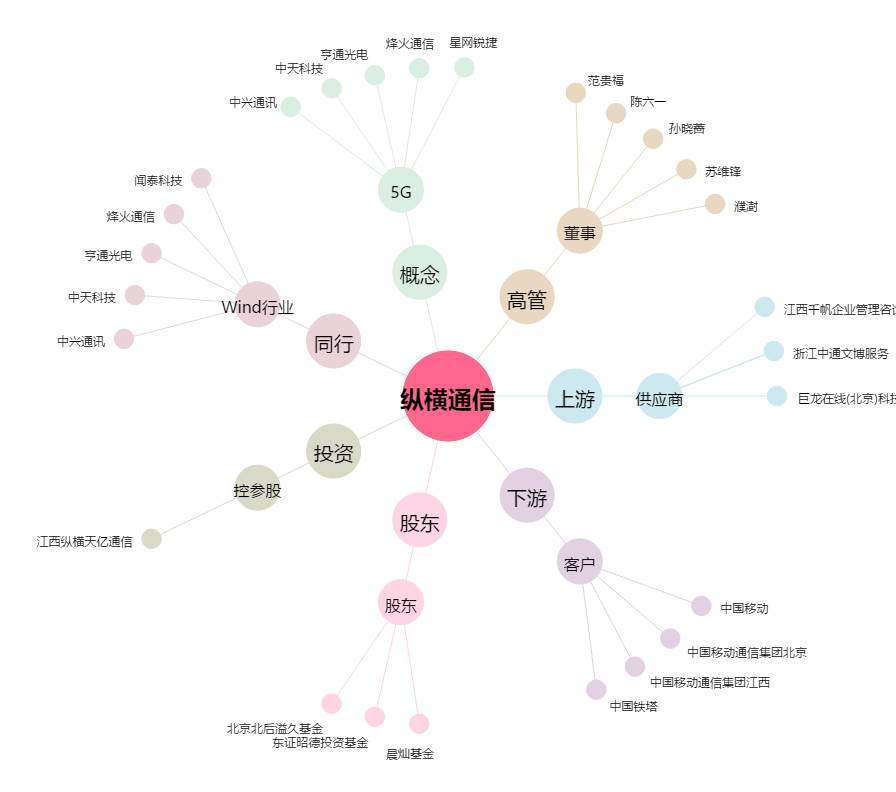 星网锐捷
烽火通信
亨通光电
中天科技
中兴通讯
5G
概念
范贵福
陈六一
孙晓蔷
苏维锋
濮澍
董事
高管
闻泰科技
烽火通信
亨通光电
中天科技
中兴通讯
Wind行业
同行
纵横通信
江西千帆企业管理咨
浙江中通文博服务
巨龙在线(北京)科技
供应商
上游
投资
控参股
江西纵横天亿通信
股东
股东
北京北后溢久基金
东证昭德投资基金
晨灿基金
下游
客户
中国移动
中国移动通信集团北京
中国移动通信集团江西
中国铁塔